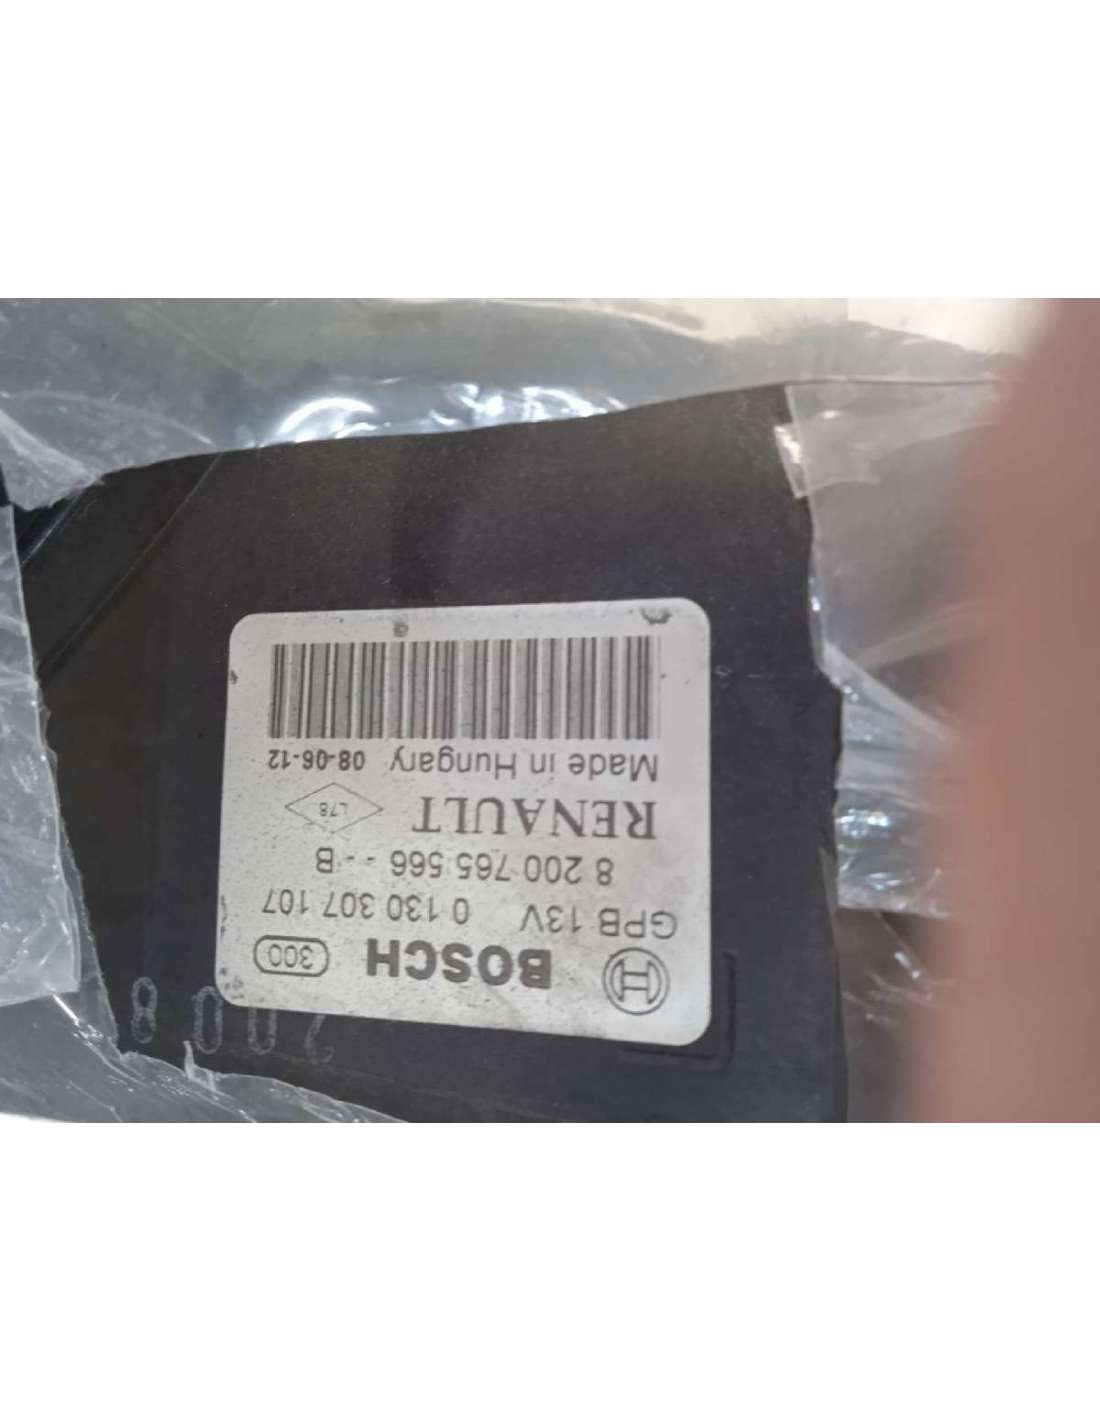 2008
BOSCH 300
GPB 13V 0 130 307 107
8 200 765 566 - - B
RENAULT L78
Made in Hungary 08-06-12